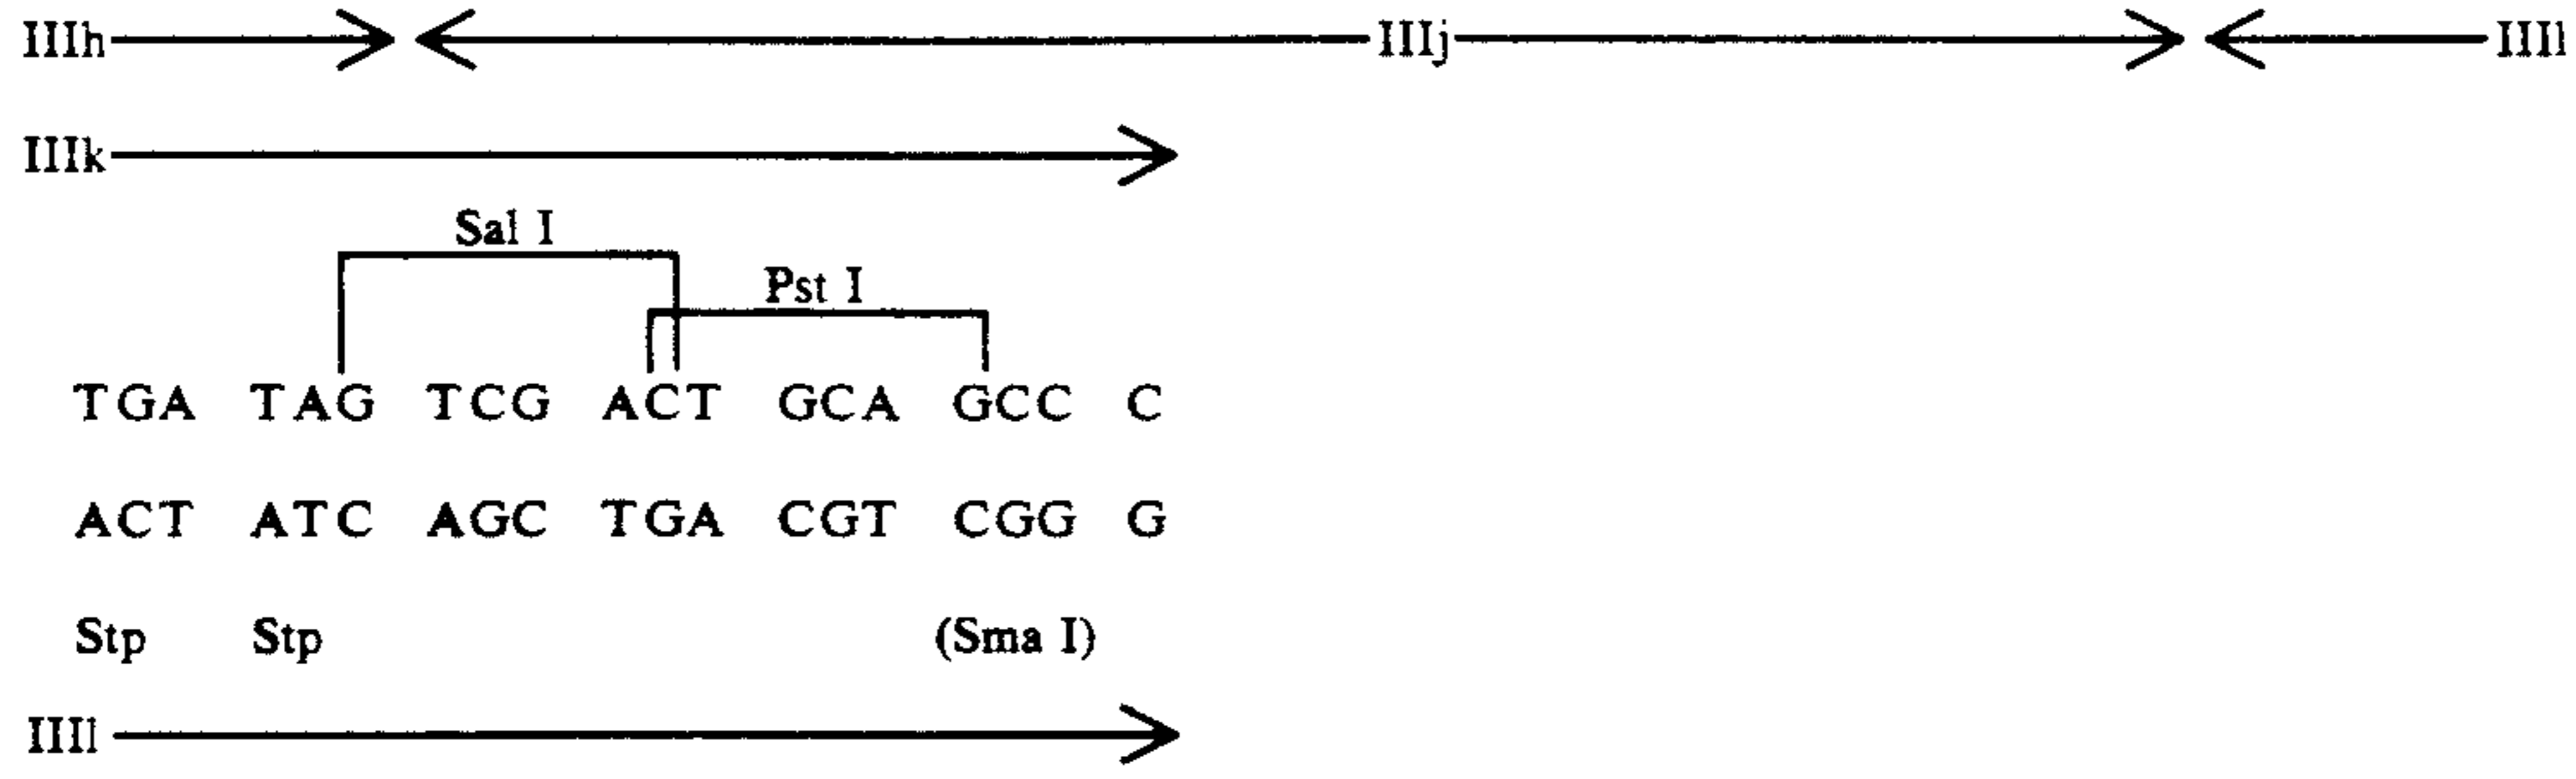 IIIh IIIj IIIl
IIIk
Sal I
Pst I
TGA TAG TCG ACT GCA GCC C
ACT ATC AGC TGA CGT CGG G
Stp Stp (Sma I)
IIIl